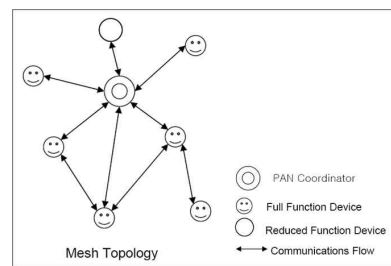 PAN Coordinator
Full Function Device
Reduced Function Device
Communications Flow
Mesh Topology